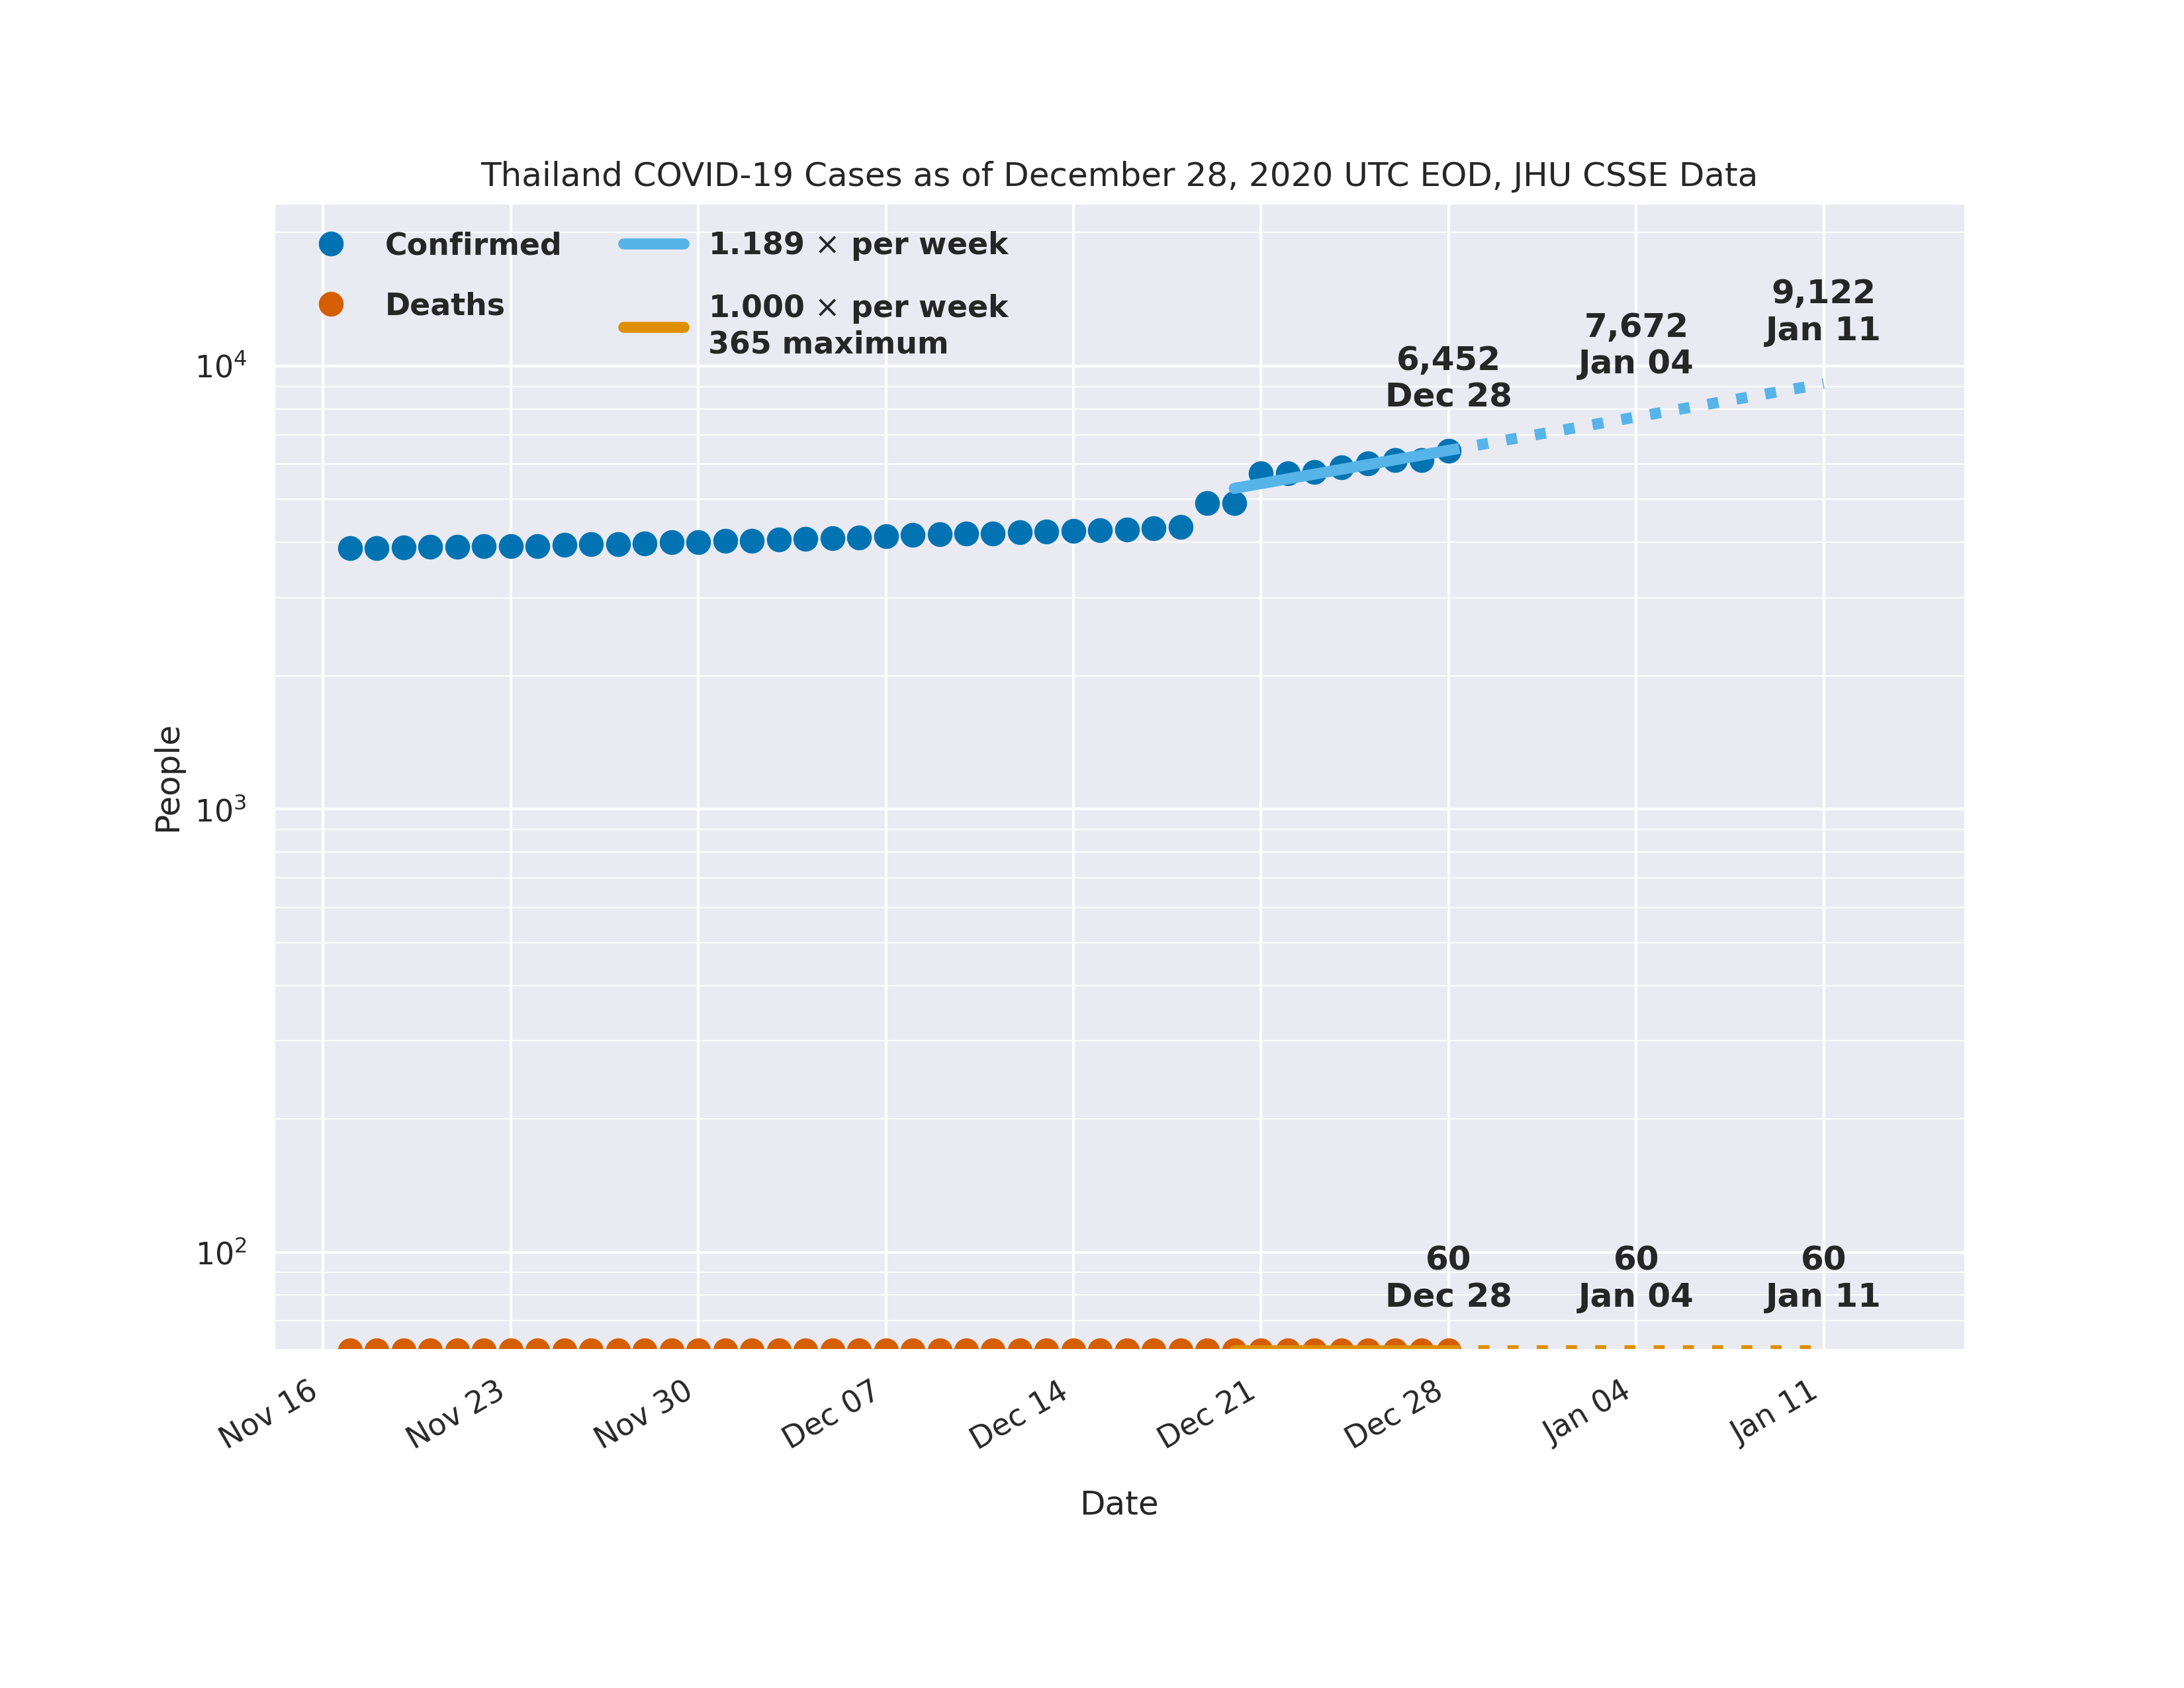 Thailand COVID-19 Cases as of December 28, 2020 UTC EOD, JHU CSSE Data
Confirmed
Deaths
1.189 × per week
1.000 × per week
365 maximum
9,122
Jan 11
7,672
Jan 04
6,452
Dec 28
10⁴
10³
10²
People
60
Dec 28
60
Jan 04
60
Jan 11
Nov 16
Nov 23
Nov 30
Dec 07
Dec 14
Dec 21
Dec 28
Jan 04
Jan 11
Date